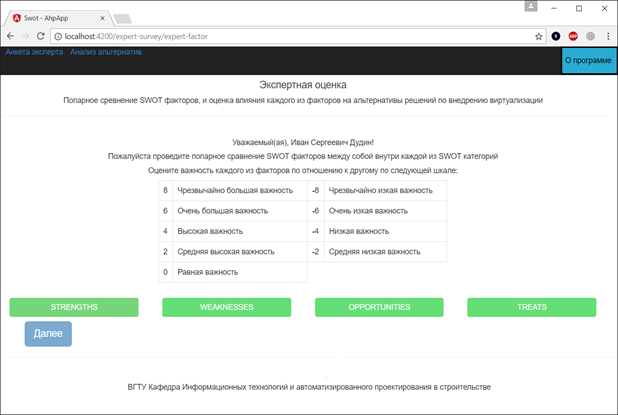 Swot - AhpApp
localhost:4200/expert-survey/expert-factor
ABP
Анкета эксперта Анализ альтернатив
О программе
Экспертная оценка
Попарное сравнение SWOT факторов, и оценка влияния каждого из факторов на альтернативы решений по внедрению виртуализации
Уважаемый(ая), Иван Сергеевич Дудин!
Пожалуйста проведите попарное сравнение SWOT факторов между собой внутри каждой из SWOT категорий
Оцените важность каждого из факторов по отношению к другому по следующей шкале:
8 Чрезвычайно большая важность -8 Чрезвычайно изкая важность
6 Очень большая важность -6 Очень изкая важность
4 Высокая важность -4 Низкая важность
2 Средняя высокая важность -2 Средняя низкая важность
0 Равная важность
STRENGTHS WEAKNESSES OPPORTUNITIES TREATS
Далее
ВГТУ Кафедра Информационных технологий и автоматизированного проектирования в строительстве